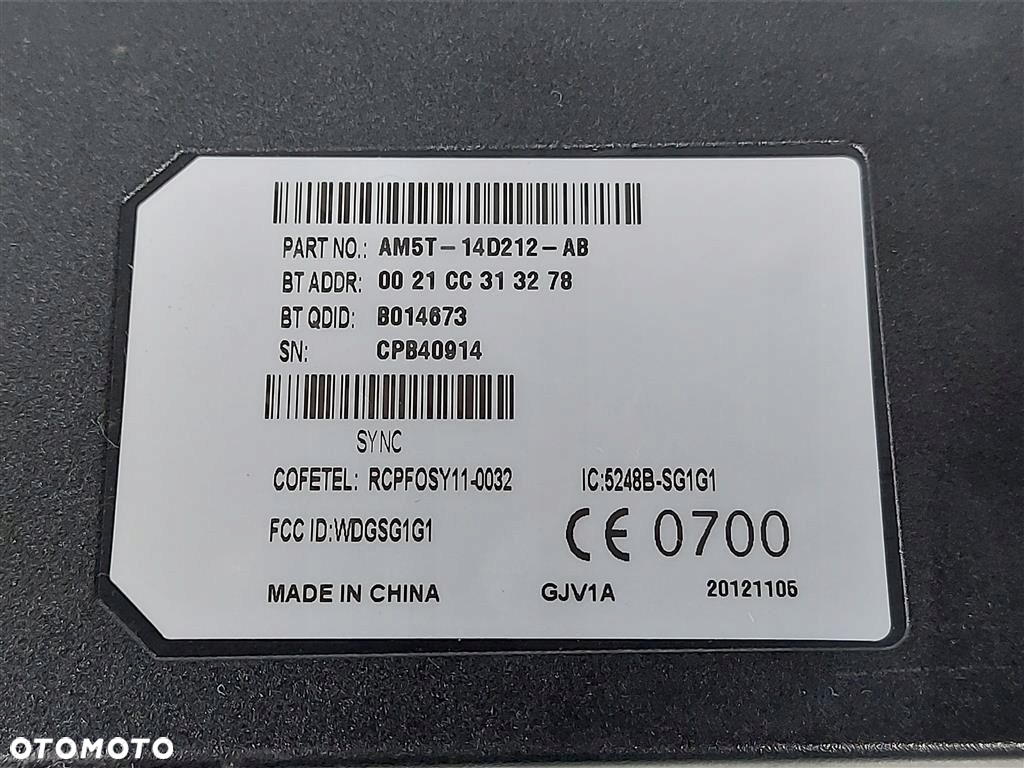 PART NO.: AM5T-14D212-AB
BT ADDR: 00 21 CC 31 32 78
BT QDID: B014673
SN: CPB40914
SYNC
COFETEL: RCPFOSY11-0032 IC:5248B-SG1G1
FCC ID:WDGSG1G1 CE 0700
MADE IN CHINA GJV1A 20121106
OTOMOTO